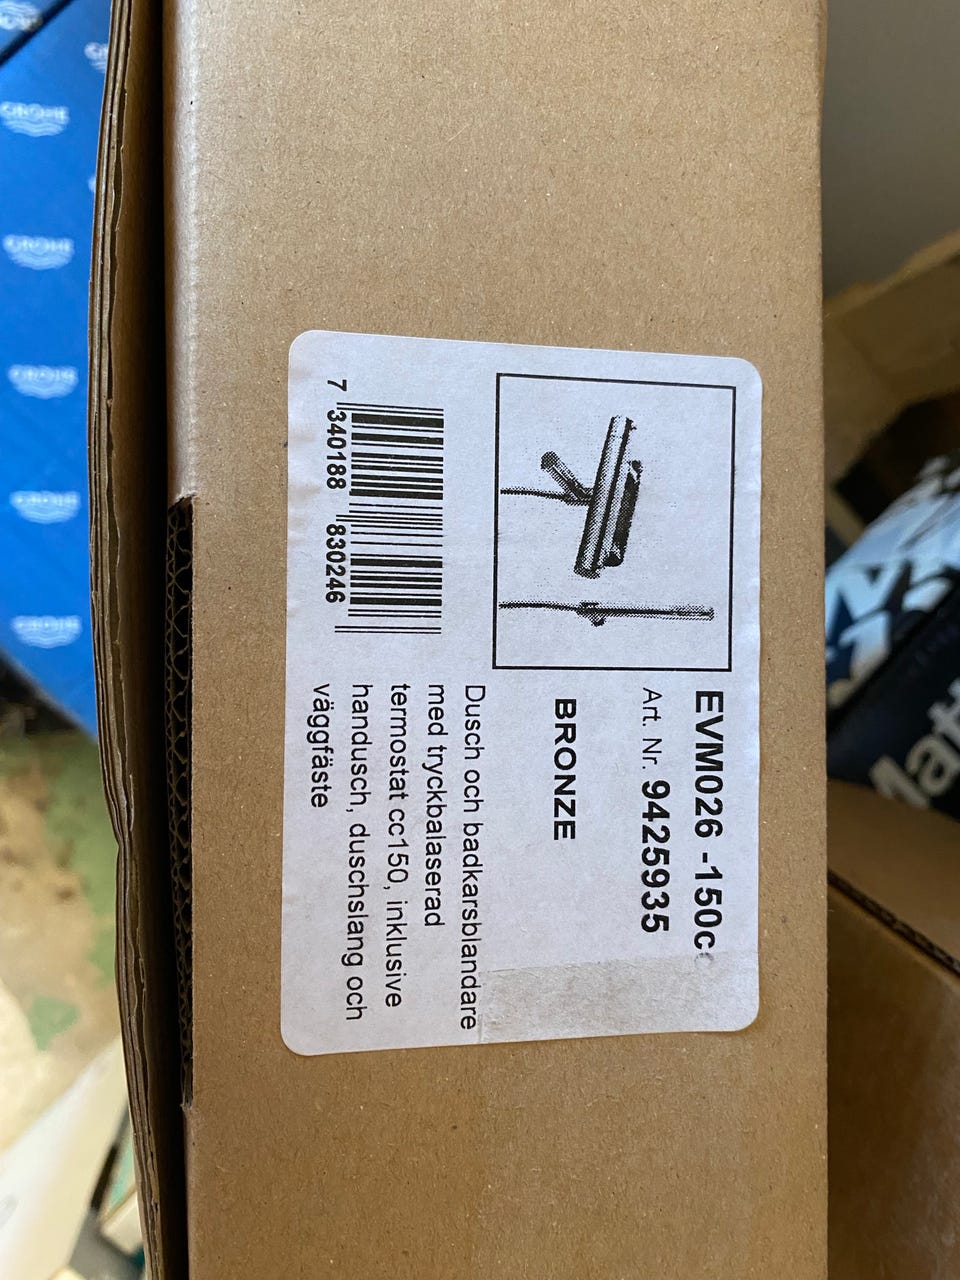 EVM026 -150cc
Art. Nr. 9425935
BRONZE
Dusch och badkarsblandare
med tryckbalaserad
termostat cc150, inklusive
handusch, duschslang och
väggfäste
7 340188 830246
GROHE
GROHE
GROHE
GROHE
GROHE